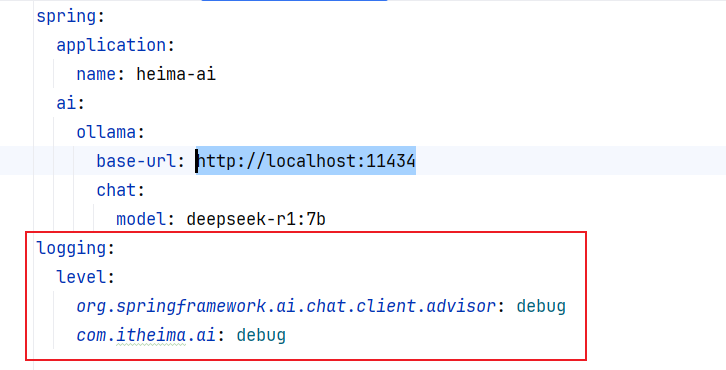 spring:
  application:
    name: heima-ai
  ai:
    ollama:
      base-url: http://localhost:11434
      chat:
        model: deepseek-r1:7b
logging:
  level:
    org.springframework.ai.chat.client.advisor: debug
    com.itheima.ai: debug